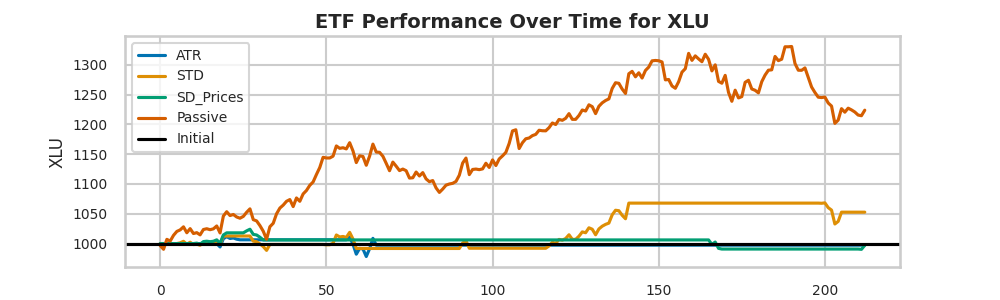 ETF Performance Over Time for XLU
XLU
1300
1250
1200
1150
1100
1050
1000
ATR
STD
SD_Prices
Passive
Initial
0 50 100 150 200